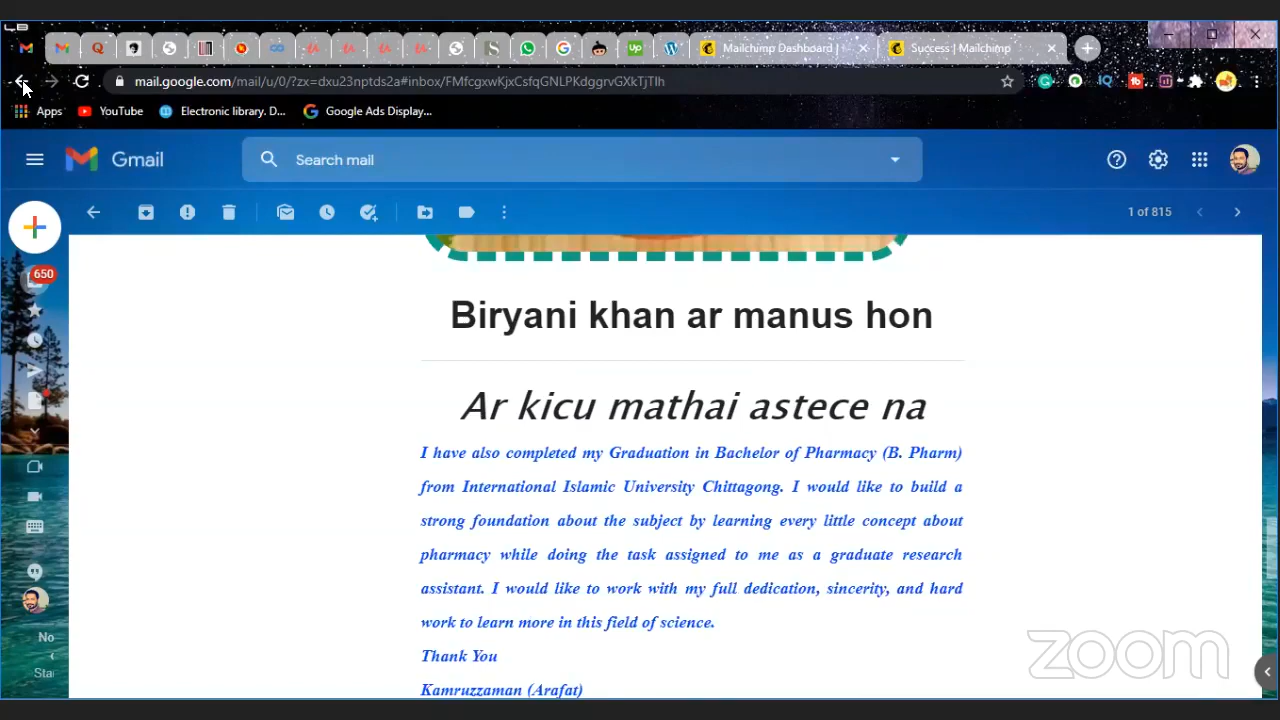 Mailchimp Dashboard |
Success | Mailchimp
mail.google.com/mail/u/0/?zx=dxu23nptds2a#inbox/FMfcgxwKjxCsfqGNLPKdggrvGXkTjTlh
Apps YouTube Electronic library. D... Google Ads Display...
Gmail
Search mail
1 of 815
650
Biryani khan ar manus hon
Ar kicu mathai astece na
I have also completed my Graduation in Bachelor of Pharmacy (B. Pharm)
from International Islamic University Chittagong. I would like to build a
strong foundation about the subject by learning every little concept about
pharmacy while doing the task assigned to me as a graduate research
assistant. I would like to work with my full dedication, sincerity, and hard
work to learn more in this field of science.
Thank You
Kamruzzaman (Arafat)
No
zoom